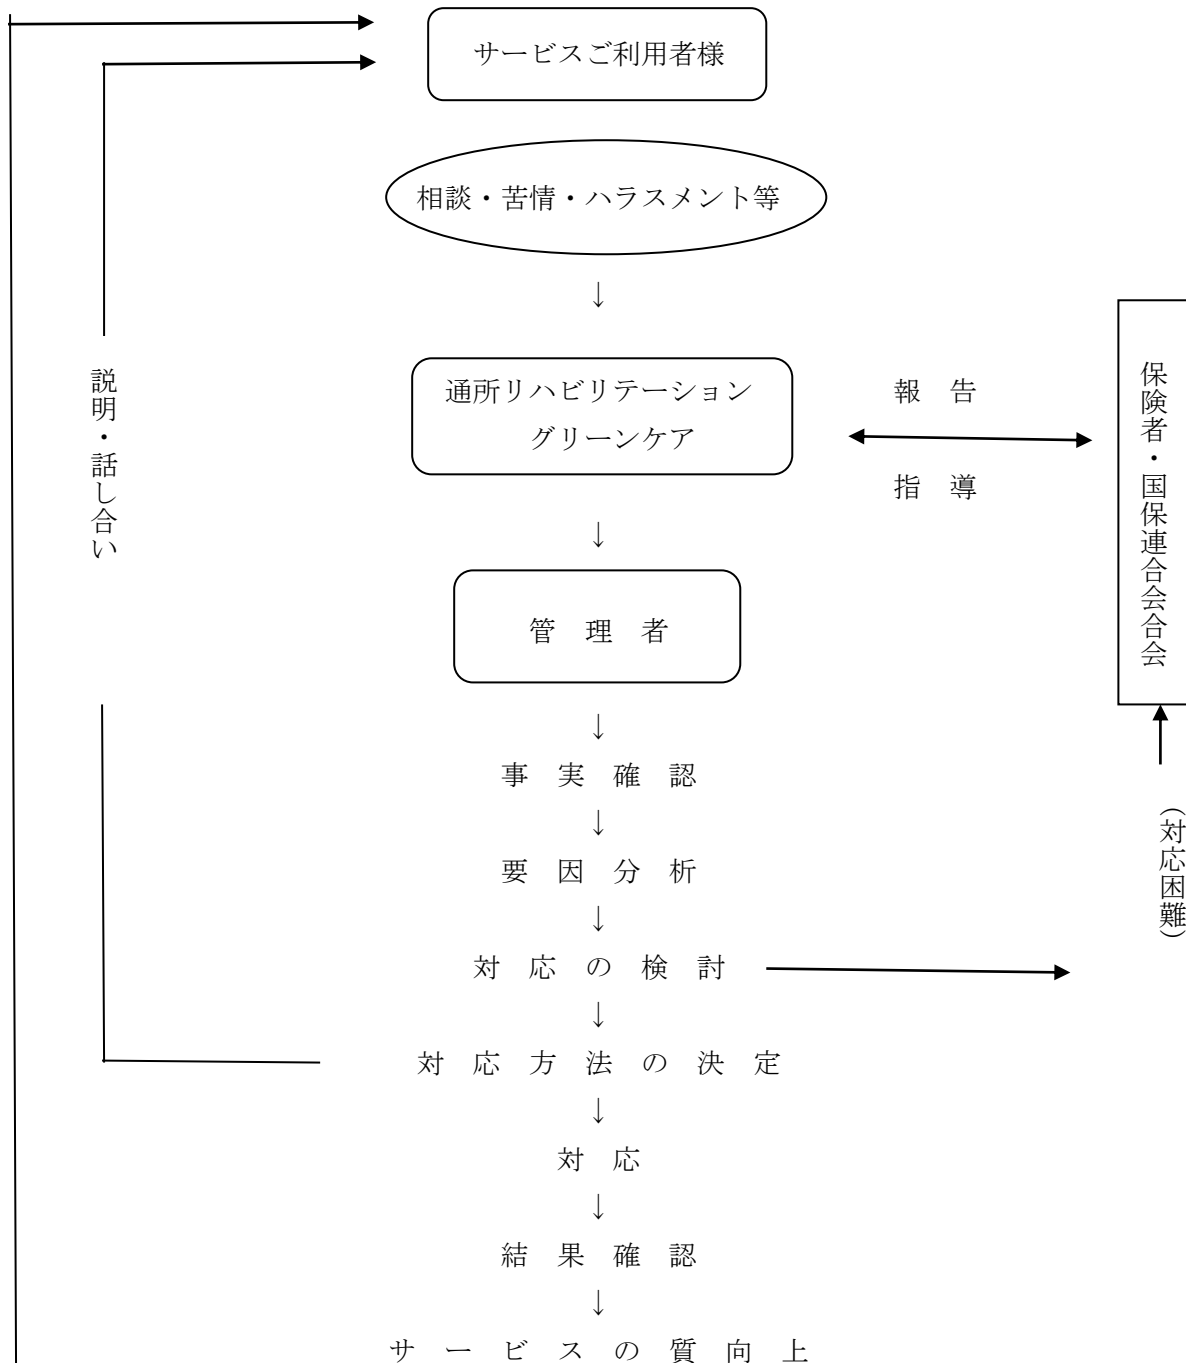 サービスご利用者様
相談・苦情・ハラスメント等
↓
通所リハビリテーション
グリーンケア
報　告
指　導
保険者・国保連合会合会
説明・話し合い
↓
管　理　者
↓
事　実　確　認
↓
要　因　分　析
↓
対　応　の　検　討
(対応困難)
↓
対　応　方　法　の　決　定
↓
対　応
↓
結　果　確　認
↓
サ　ー　ビ　ス　の　質　向　上